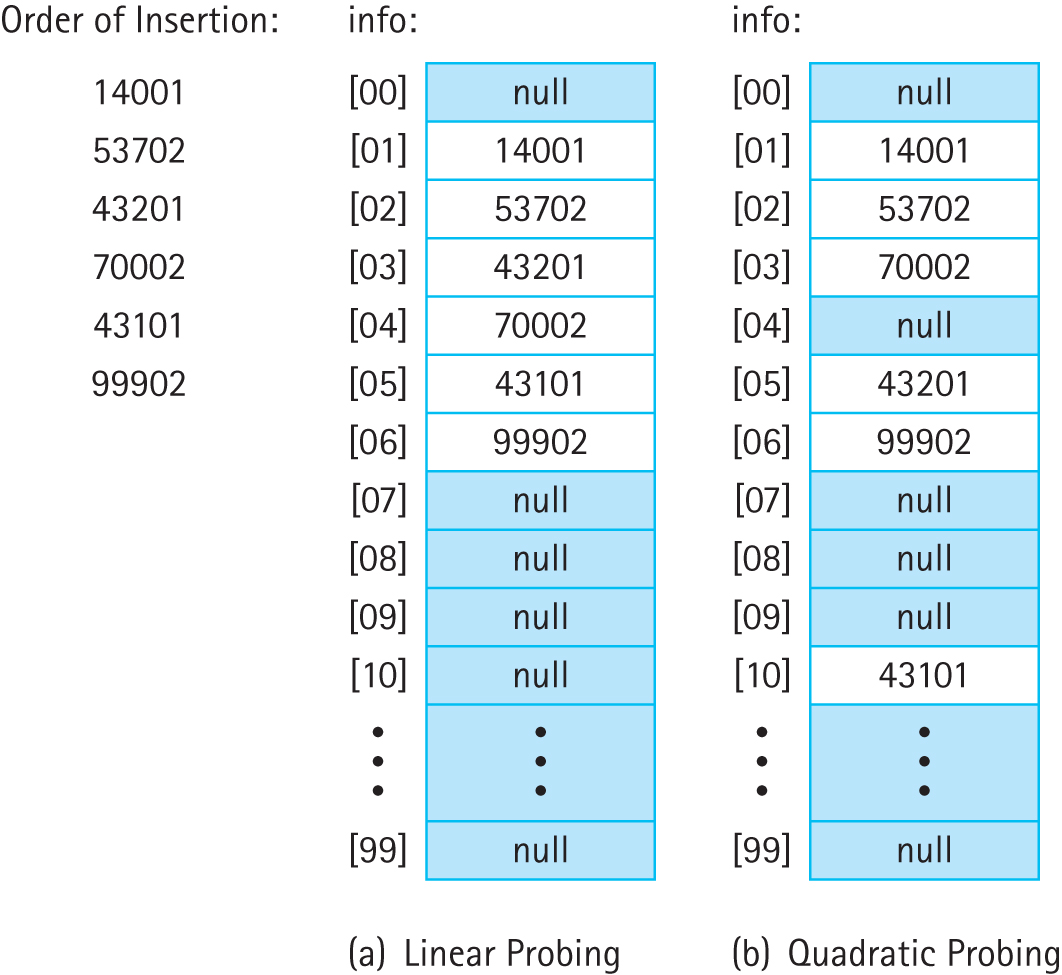 Order of Insertion: info: info:
14001 [00] null [00] null
53702 [01] 14001 [01] 14001
43201 [02] 53702 [02] 53702
70002 [03] 43201 [03] 70002
43101 [04] 70002 [04] null
99902 [05] 43101 [05] 43201
[06] 99902 [06] 99902
[07] null [07] null
[08] null [08] null
[09] null [09] null
[10] null [10] 43101
[99] null [99] null
(a) Linear Probing (b) Quadratic Probing